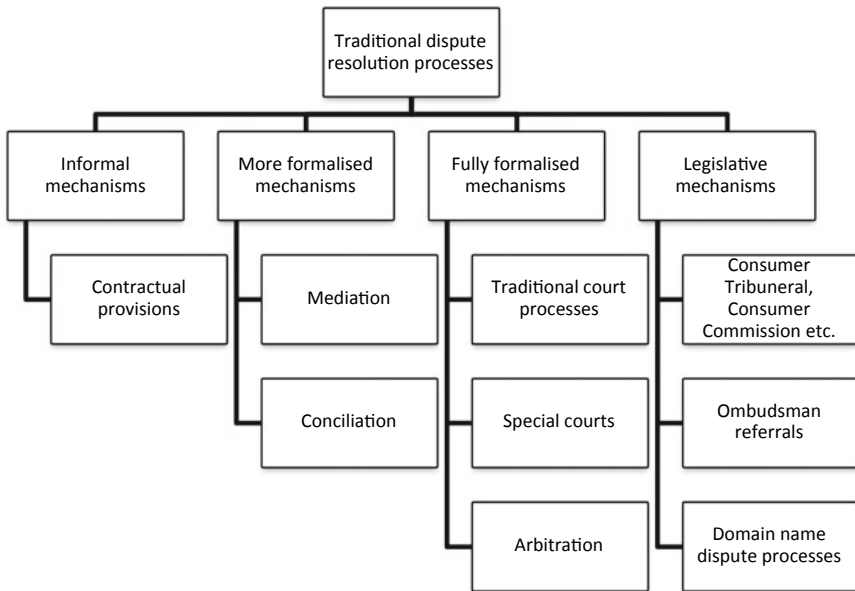 Traditional dispute
resolution processes
Informal
mechanisms
More formalised
mechanisms
Fully formalised
mechanisms
Legislative
mechanisms
Contractual
provisions
Mediation
Conciliation
Traditional court
processes
Special courts
Arbitration
Consumer
Tribuneral,
Consumer
Commission etc.
Ombudsman
referrals
Domain name
dispute processes